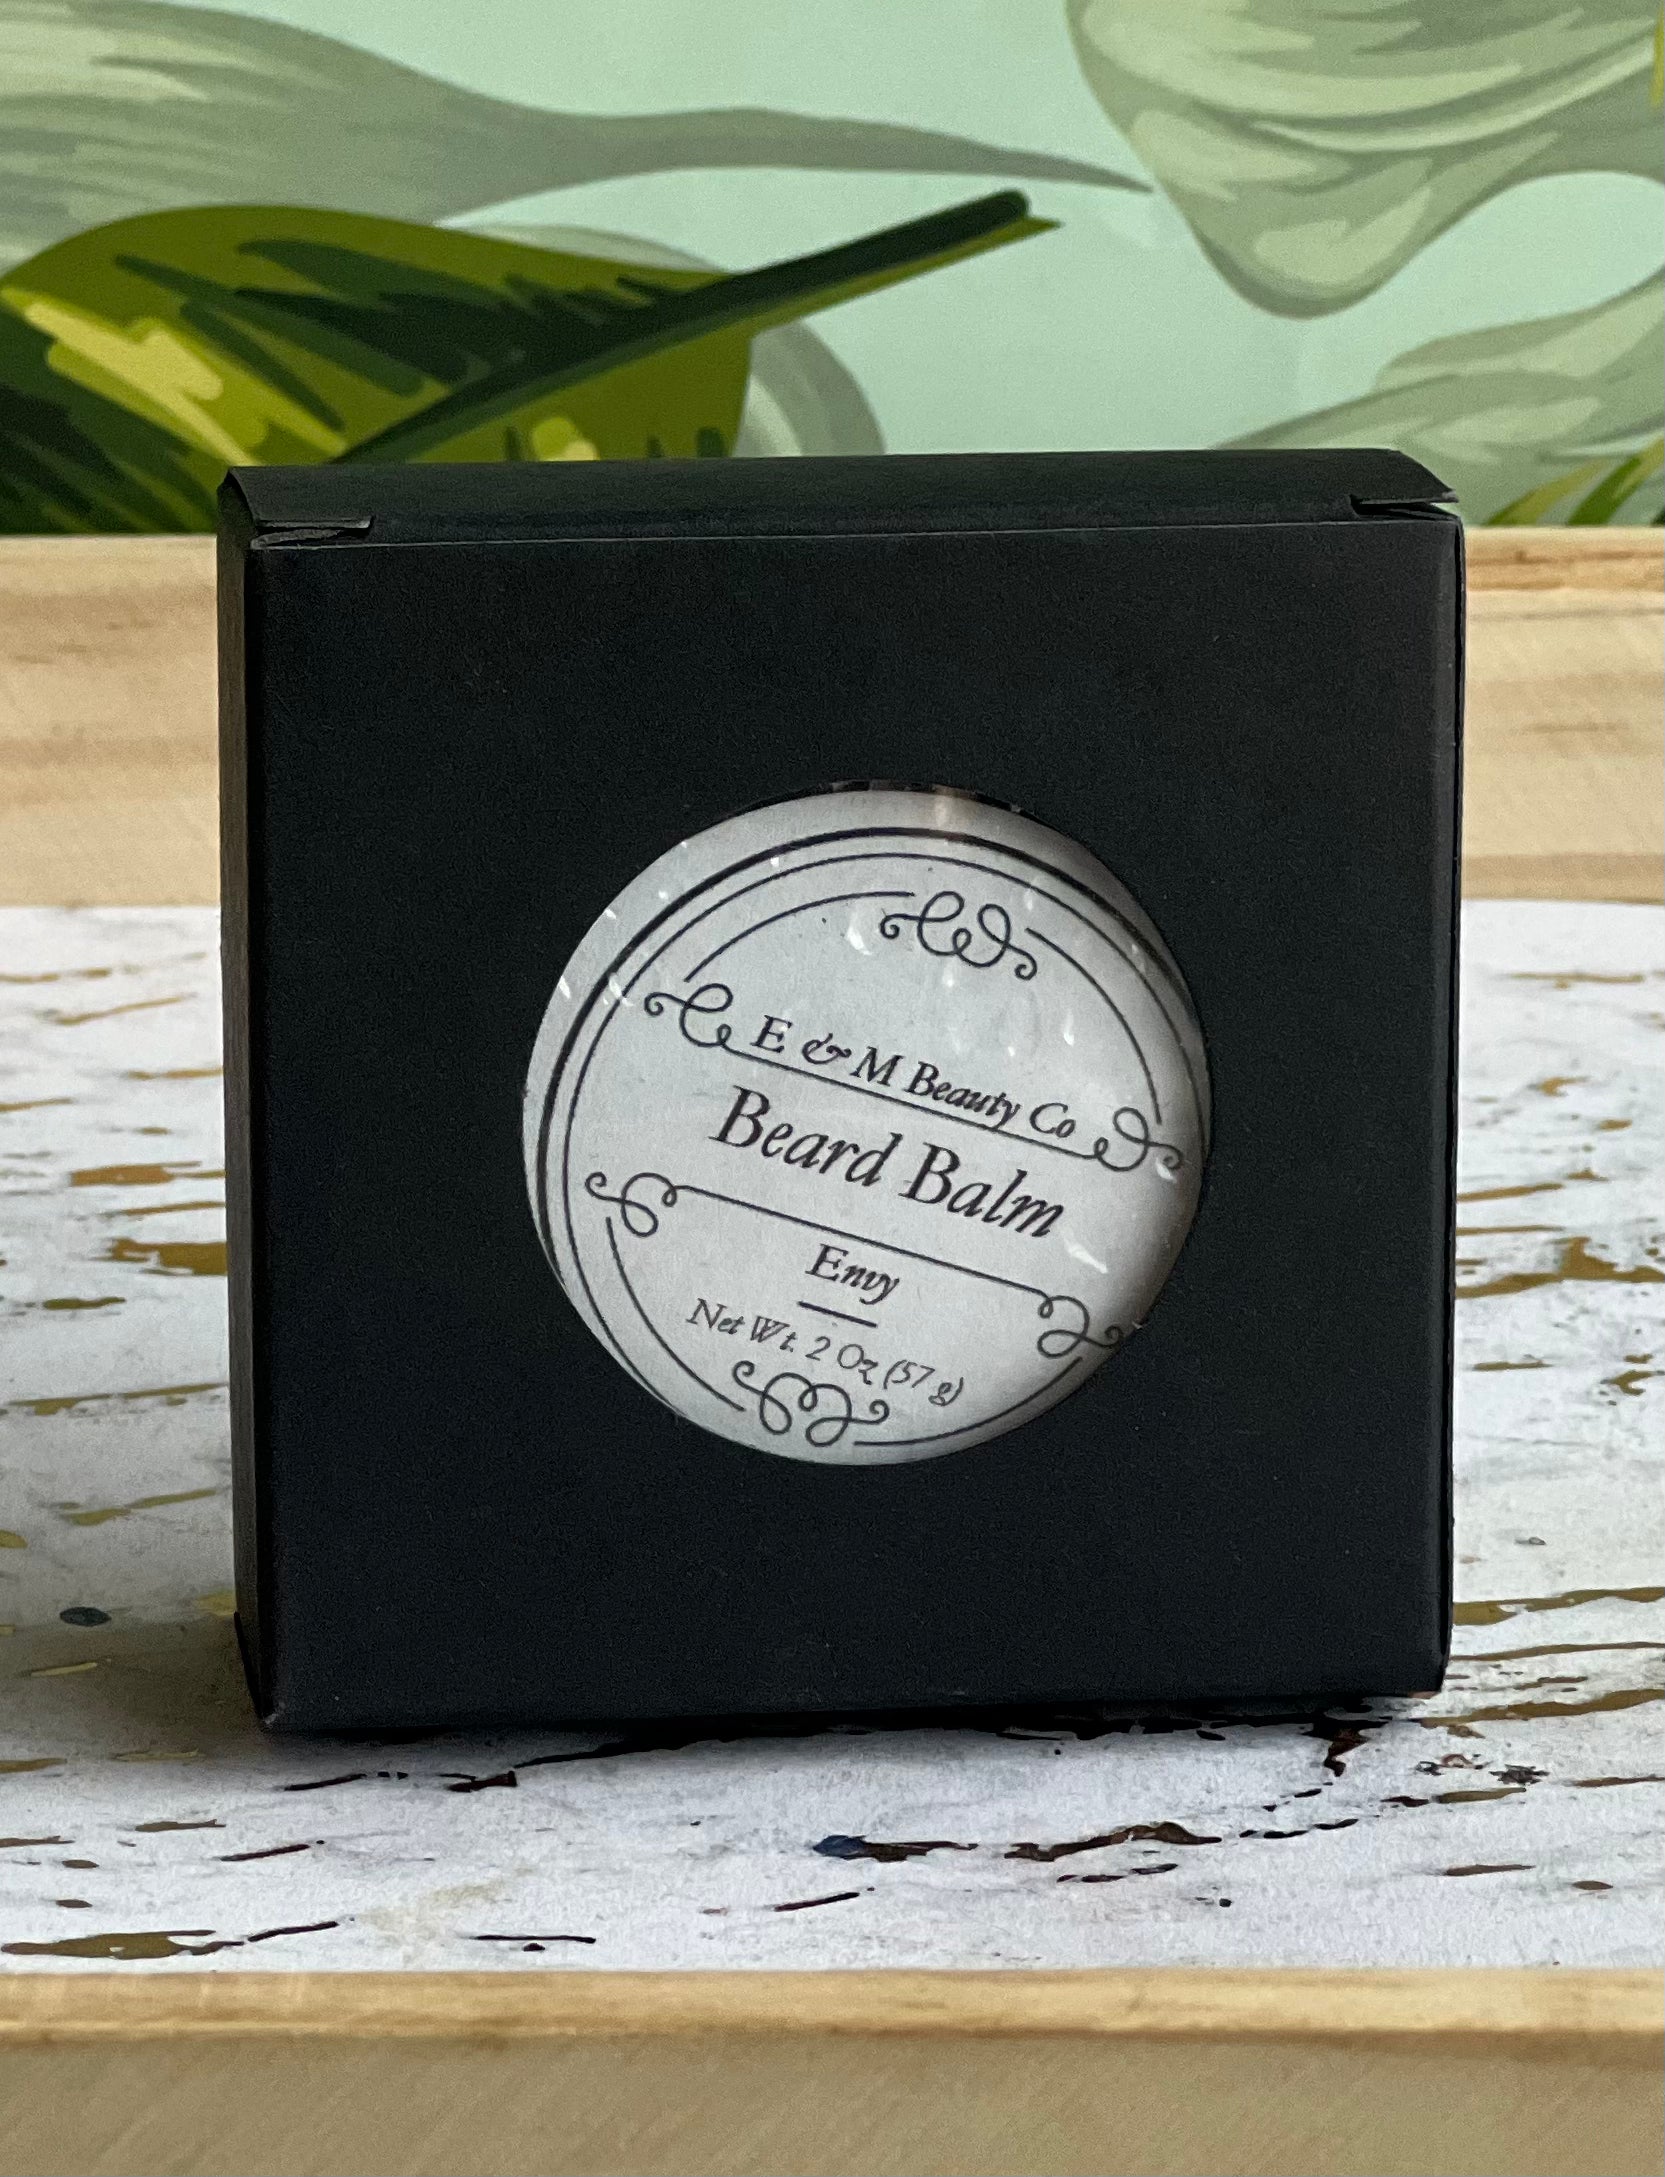 E & M Beauty Co
Beard Balm
Envy
Net Wt. 2 Oz (57 g)